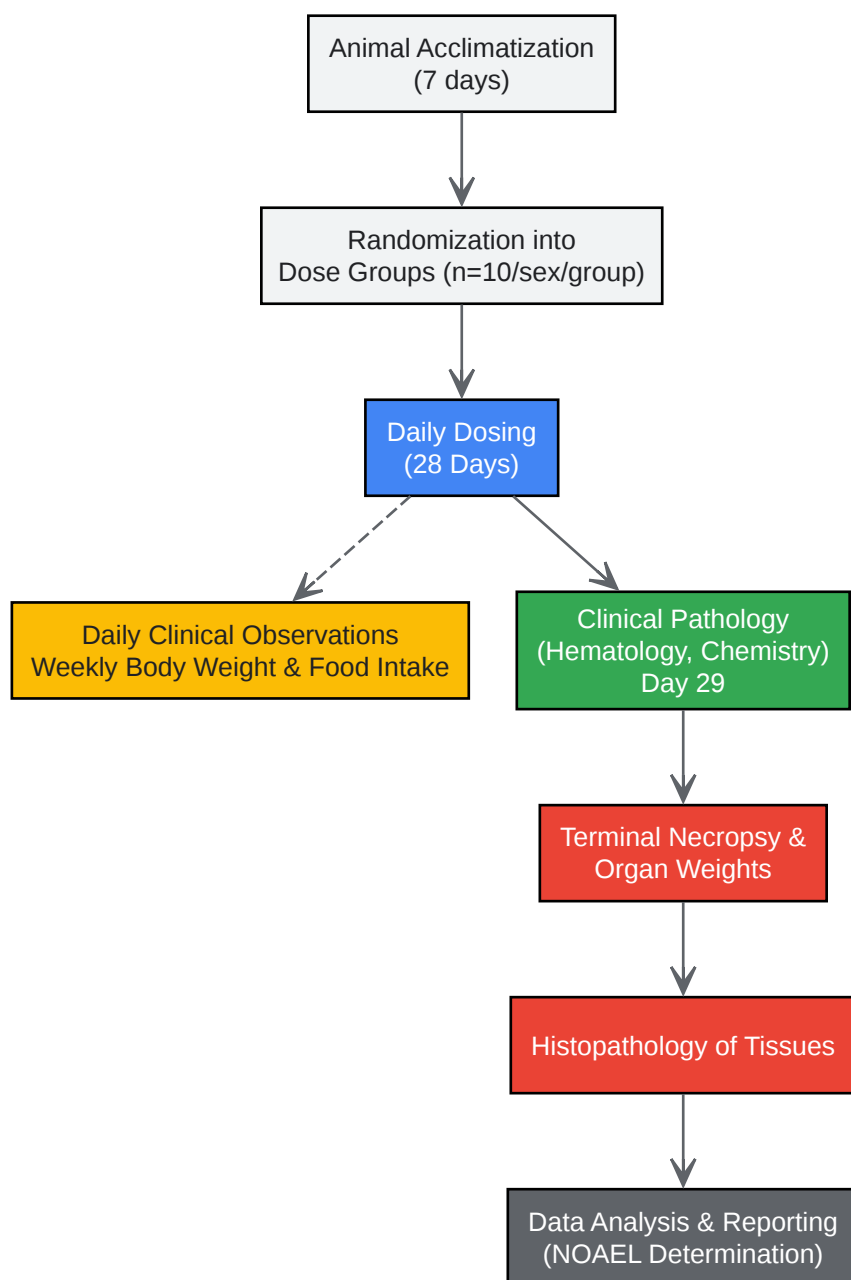 Animal Acclimatization
(7 days)
Randomization into
Dose Groups (n=10/sex/group)
Daily Dosing
(28 Days)
Daily Clinical Observations
Weekly Body Weight & Food Intake
Clinical Pathology
(Hematology, Chemistry)
Day 29
Terminal Necropsy &
Organ Weights
Histopathology of Tissues
Data Analysis & Reporting
(NOAEL Determination)